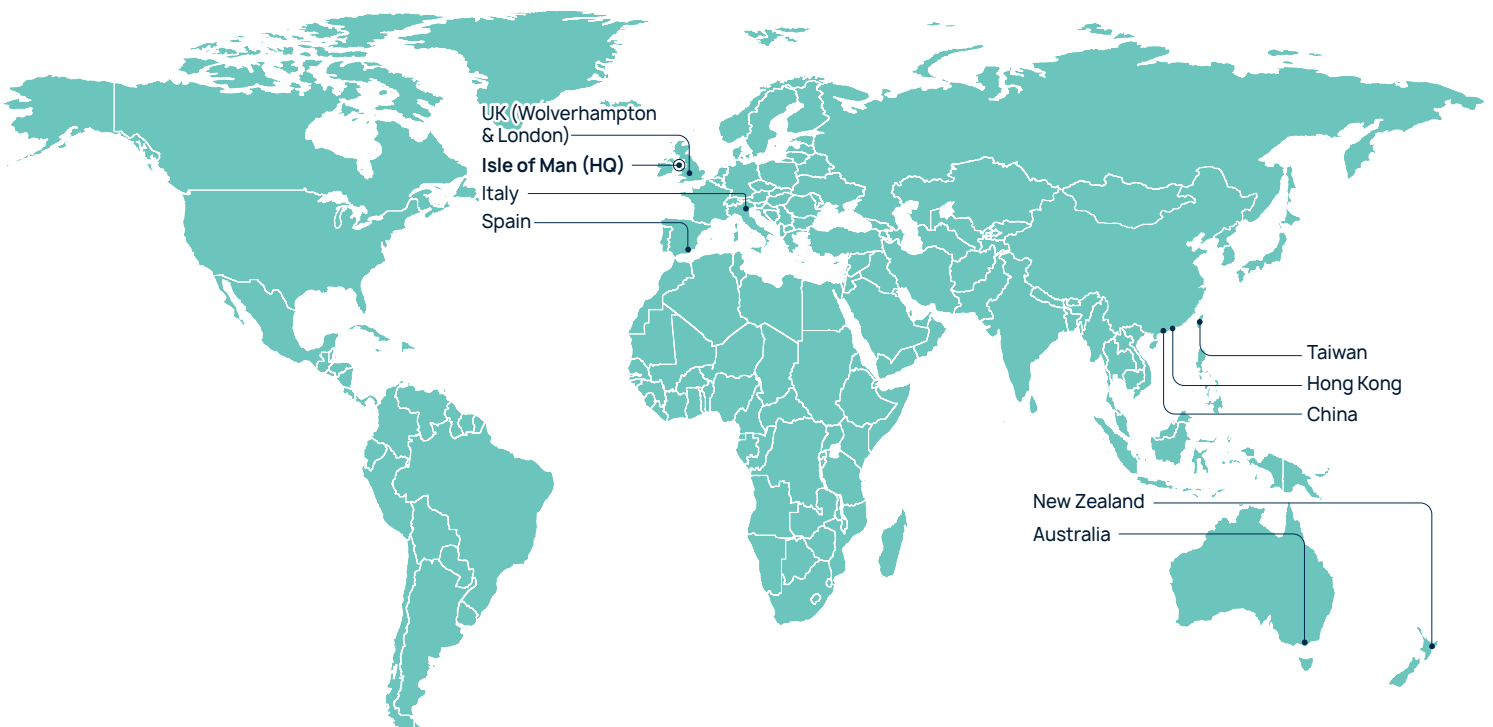 UK (Wolverhampton
& London)
Isle of Man (HQ)
Italy
Spain
Taiwan
Hong Kong
China
New Zealand
Australia